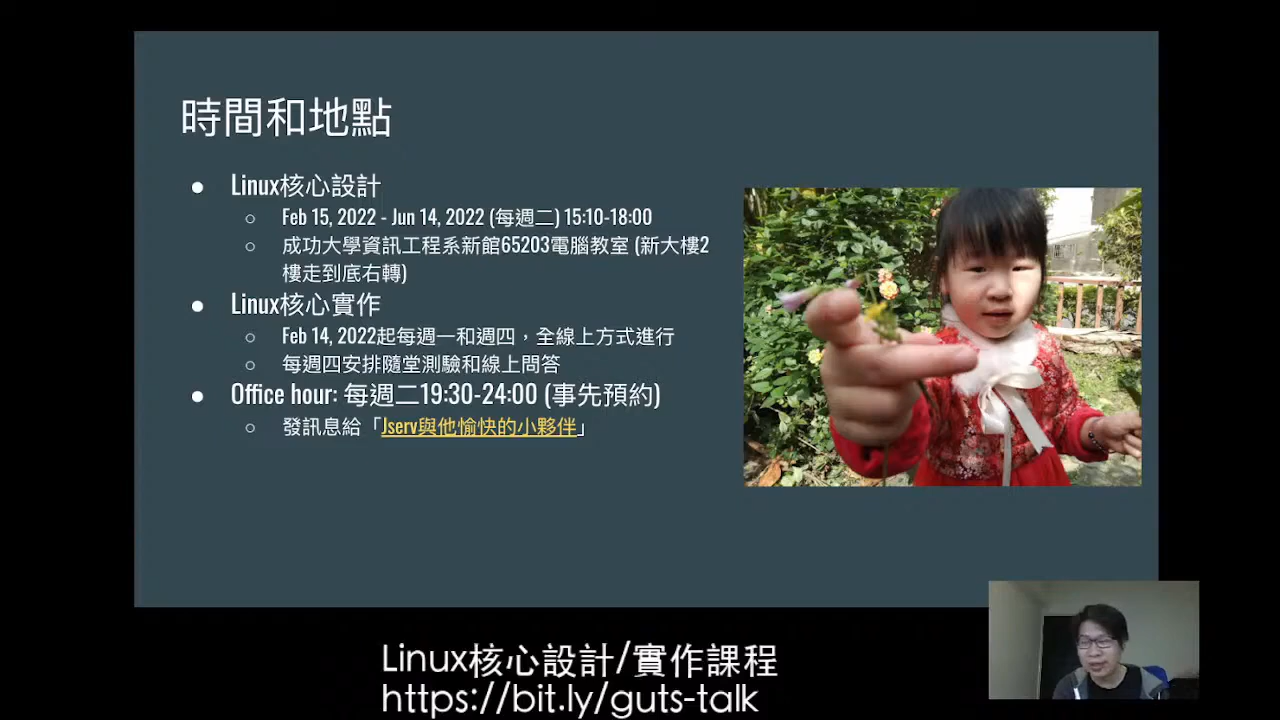 時間和地點
Linux核心設計
Feb 15, 2022 - Jun 14, 2022 (每週二) 15:10-18:00
成功大學資訊工程系新館65203電腦教室 (新大樓2
樓走到底右轉)
Linux核心實作
Feb 14, 2022起每週一和週四，全線上方式進行
每週四安排隨堂測驗和線上問答
Office hour: 每週二19:30-24:00 (事先預約)
發訊息給「Jserv與他愉快的小夥伴」
Linux核心設計/實作課程
https://bit.ly/guts-talk